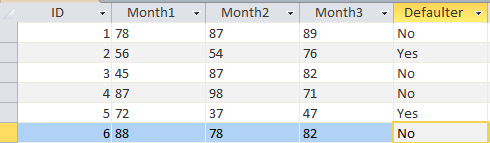 ID Month1 Month2 Month3 Defaulter
1 78 87 89 No
2 56 54 76 Yes
3 45 87 82 No
4 87 98 71 No
5 72 37 47 Yes
6 88 78 82 No